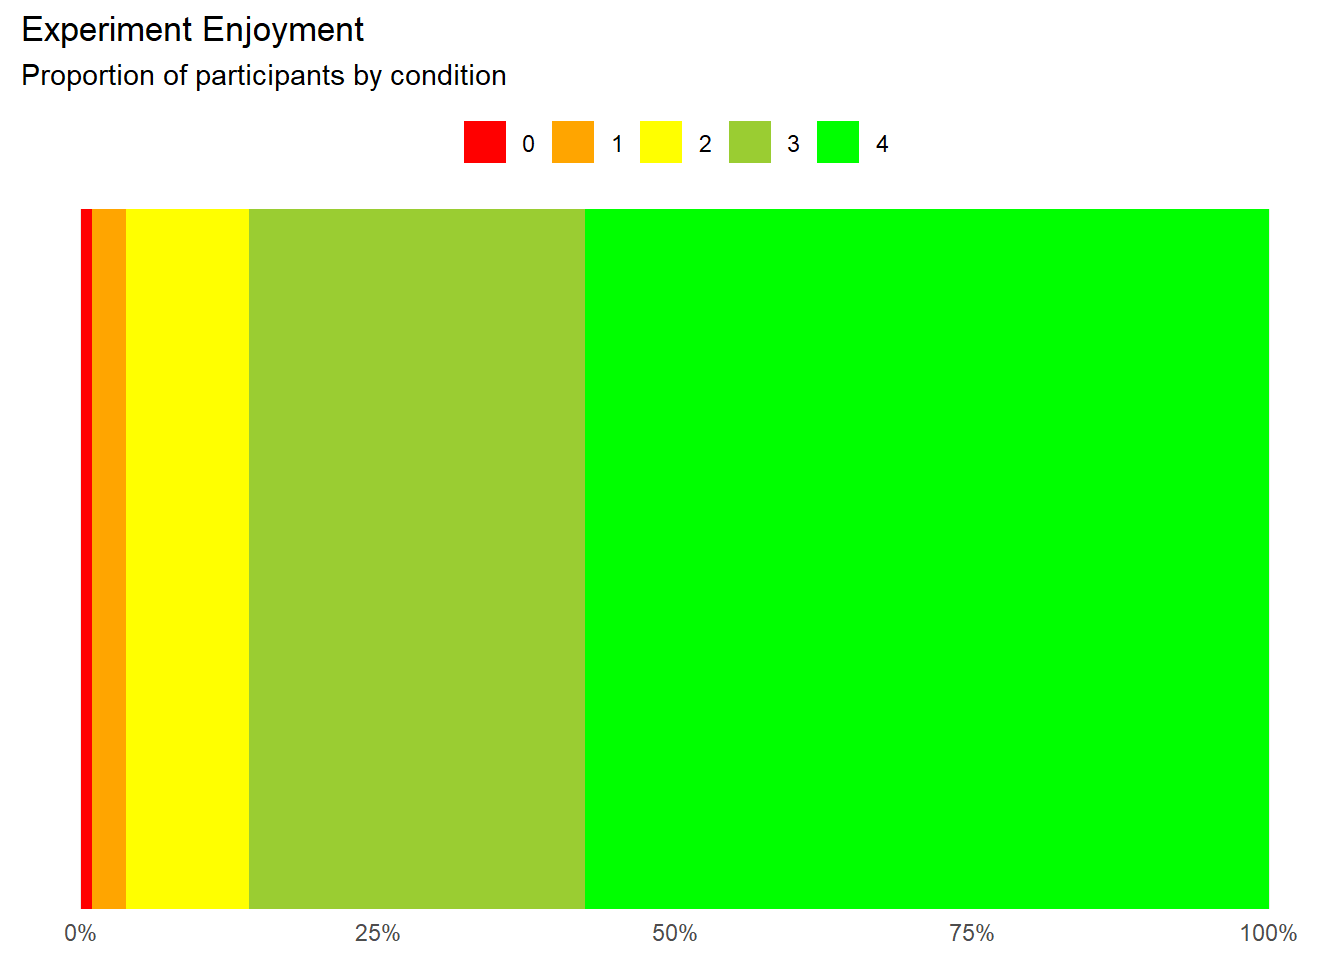 Experiment Enjoyment
Proportion of participants by condition
0 1 2 3 4
0% 25% 50% 75% 100%